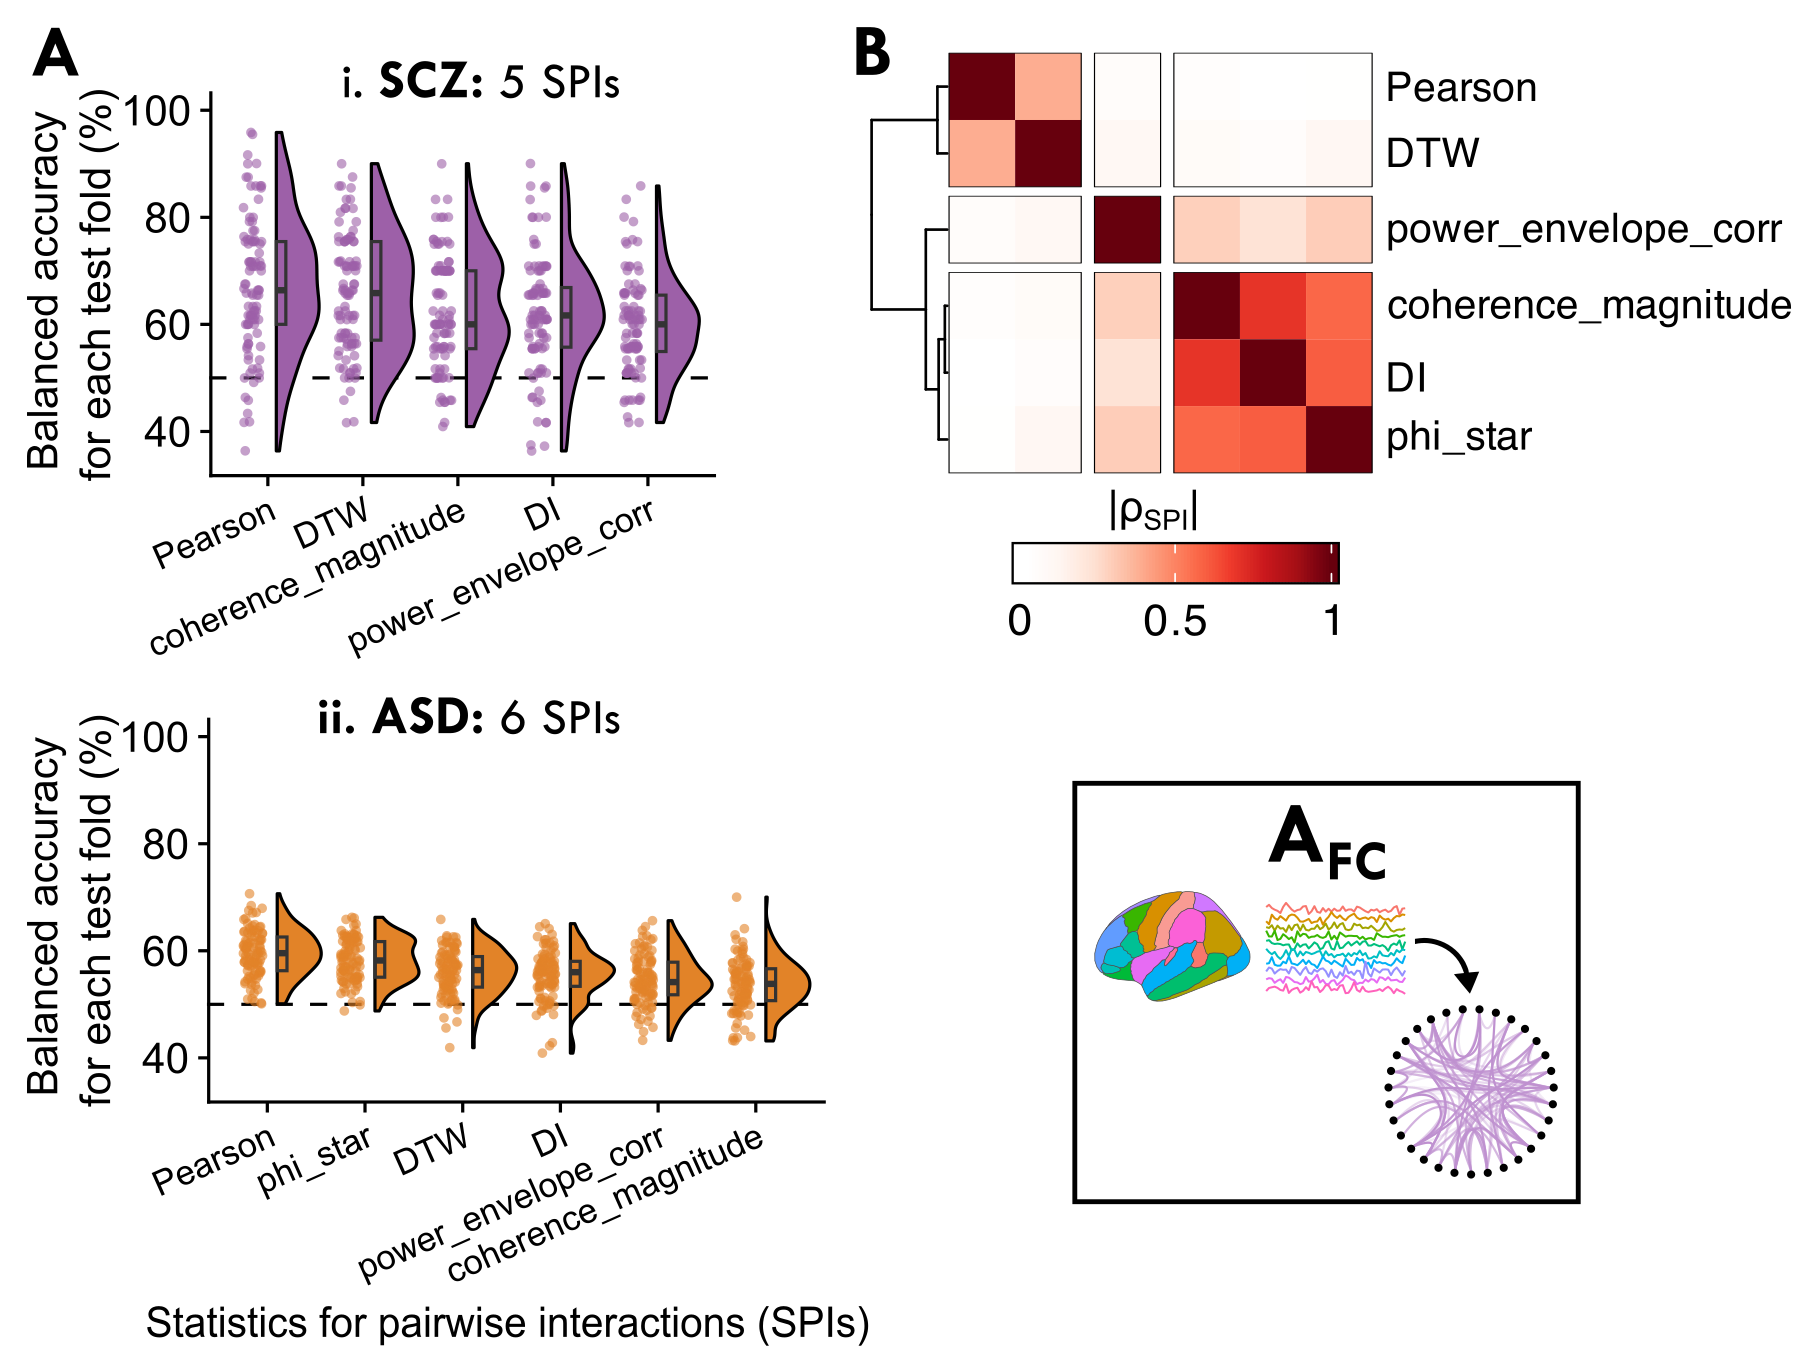 A
i. SCZ: 5 SPIs
Balanced accuracy
for each test fold (%)
100
80
60
40
Pearson
DTW
coherence_magnitude
DI
power_envelope_corr
ii. ASD: 6 SPIs
Balanced accuracy
for each test fold (%)
100
80
60
40
Pearson
phi_star
DTW
DI
power_envelope_corr
coherence_magnitude
Statistics for pairwise interactions (SPIs)
B
Pearson
DTW
power_envelope_corr
coherence_magnitude
DI
phi_star
|ρSPI|
0 0.5 1
AFC